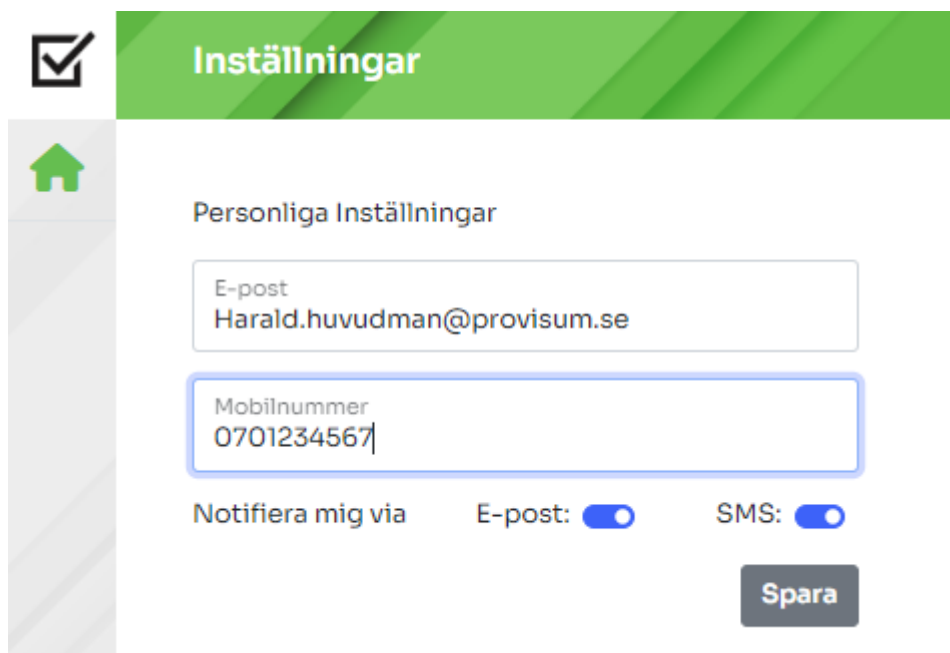 Inställningar
Personliga Inställningar
E-post
Harald.huvudman@provisum.se
Mobilnummer
0701234567
Notifiera mig via E-post: SMS:
Spara